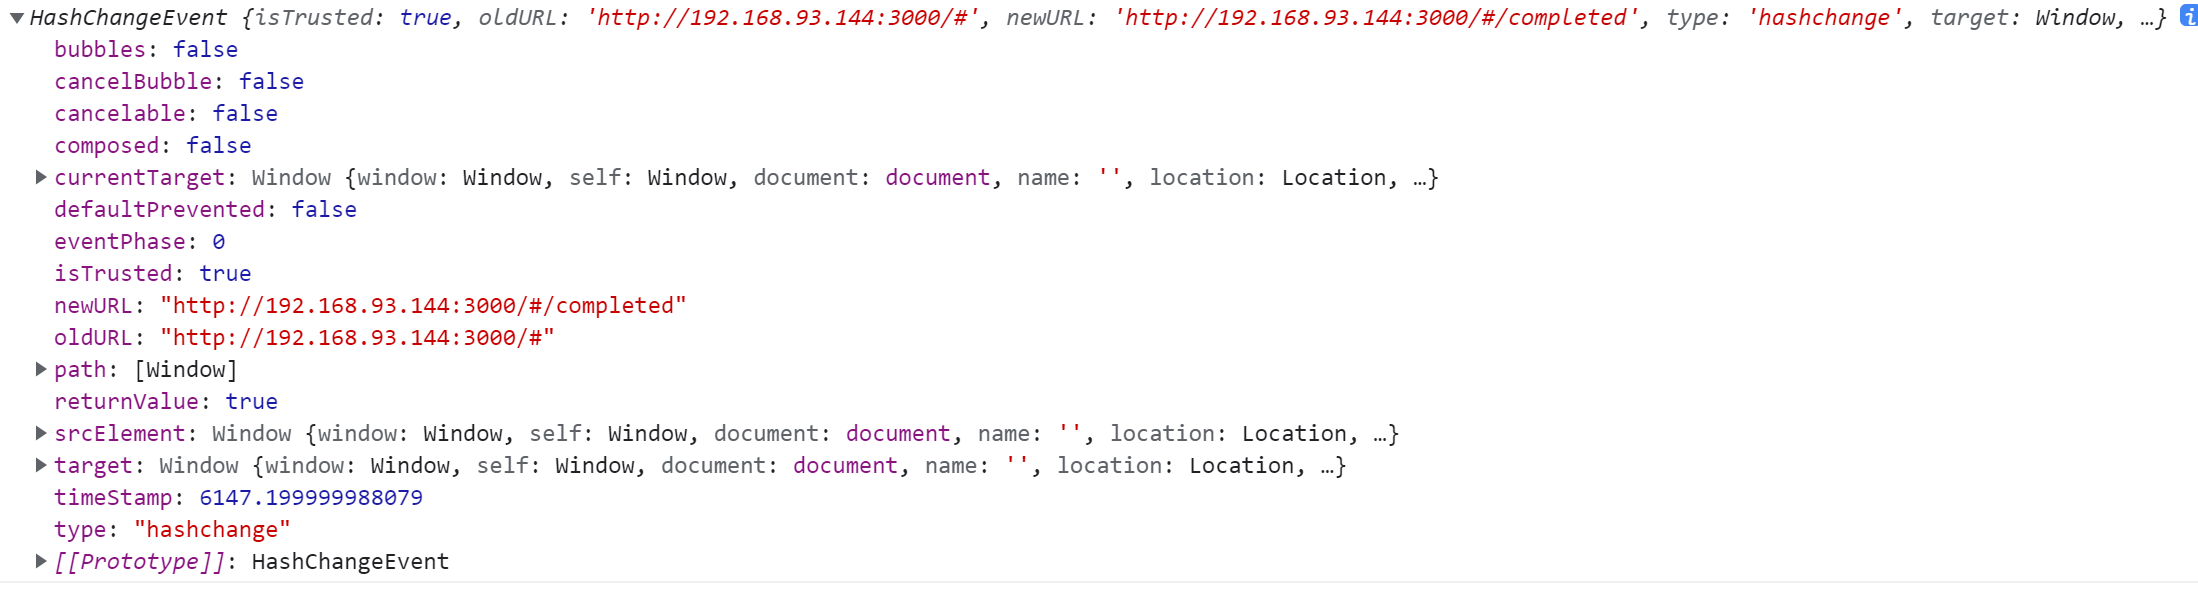 ▼HashChangeEvent {isTrusted: true, oldURL: 'http://192.168.93.144:3000/#', newURL: 'http://192.168.93.144:3000/#/completed', type: 'hashchange', target: Window, …} i
bubbles: false
cancelBubble: false
cancelable: false
composed: false
▶currentTarget: Window {window: Window, self: Window, document: document, name: '', location: Location, …}
defaultPrevented: false
eventPhase: 0
isTrusted: true
newURL: "http://192.168.93.144:3000/#/completed"
oldURL: "http://192.168.93.144:3000/#"
▶path: [Window]
returnValue: true
▶srcElement: Window {window: Window, self: Window, document: document, name: '', location: Location, …}
▶target: Window {window: Window, self: Window, document: document, name: '', location: Location, …}
timeStamp: 6147.199999988079
type: "hashchange"
▶[[Prototype]]: HashChangeEvent